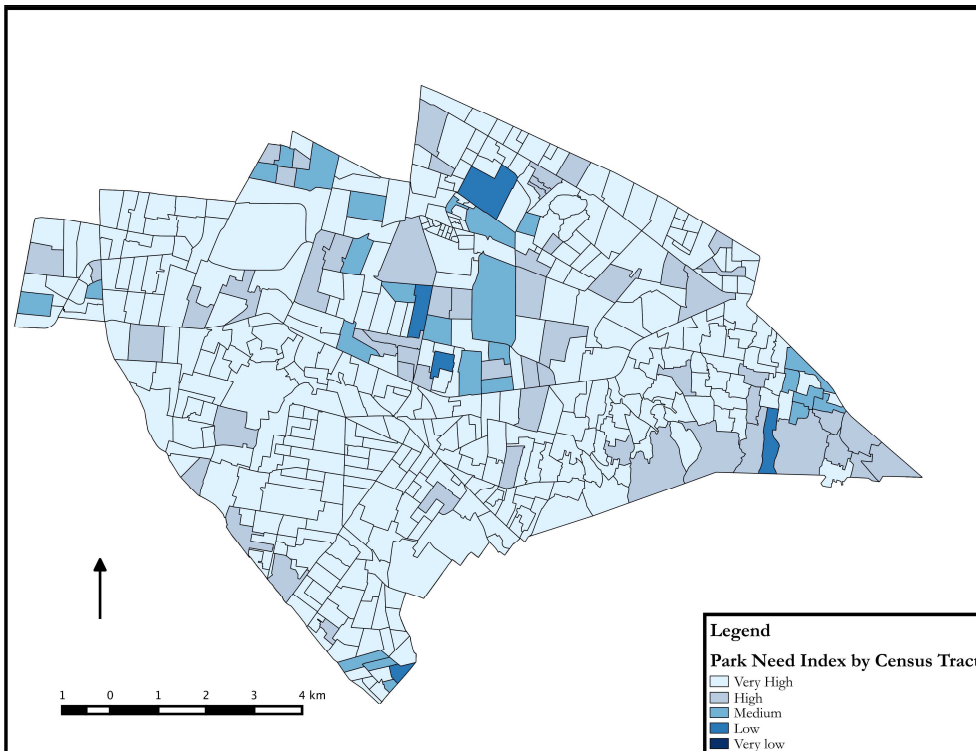 1 0 1 2 3 4 km
Legend
Park Need Index by Census Tract
Very High
High
Medium
Low
Very low